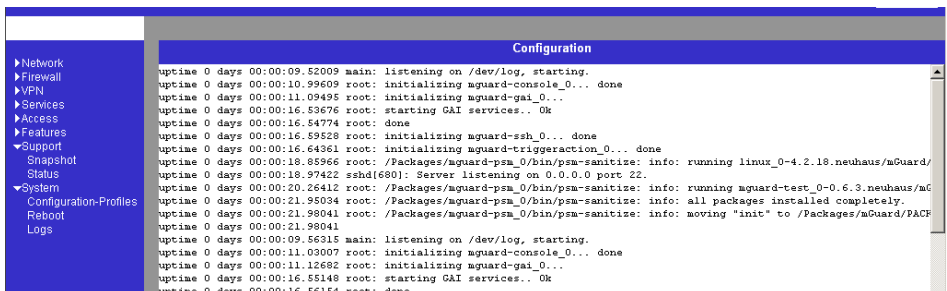 Configuration
Network
Firewall
VPN
Services
Access
Features
Support
Snapshot
Status
System
Configuration-Profiles
Reboot
Logs
uptime 0 days 00:00:09.52009 main: listening on /dev/log, starting.
uptime 0 days 00:00:10.99609 root: initializing mguard-console_0... done
uptime 0 days 00:00:11.09495 root: initializing mguard-gai_0...
uptime 0 days 00:00:16.53676 root: starting GAI services.. Ok
uptime 0 days 00:00:16.54774 root: done
uptime 0 days 00:00:16.59528 root: initializing mguard-ssh_0... done
uptime 0 days 00:00:16.64361 root: initializing mguard-triggeraction_0... done
uptime 0 days 00:00:18.85966 root: /Packages/mguard-psm_0/bin/psm-sanitize: info: running linux_0-4.2.18.neuhaus/mGuard/
uptime 0 days 00:00:18.97422 sshd[680]: Server listening on 0.0.0.0 port 22.
uptime 0 days 00:00:20.26412 root: /Packages/mguard-psm_0/bin/psm-sanitize: info: running mguard-test_0-0.6.3.neuhaus/mG
uptime 0 days 00:00:21.95034 root: /Packages/mguard-psm_0/bin/psm-sanitize: info: all packages installed completely.
uptime 0 days 00:00:21.98041 root: /Packages/mguard-psm_0/bin/psm-sanitize: info: moving "init" to /Packages/mGuard/PACK
uptime 0 days 00:00:21.98041
uptime 0 days 00:00:09.56315 main: listening on /dev/log, starting.
uptime 0 days 00:00:11.03007 root: initializing mguard-console_0... done
uptime 0 days 00:00:11.12682 root: initializing mguard-gai_0...
uptime 0 days 00:00:16.55148 root: starting GAI services.. Ok
uptime 0 days 00:00:16.56154 root: done